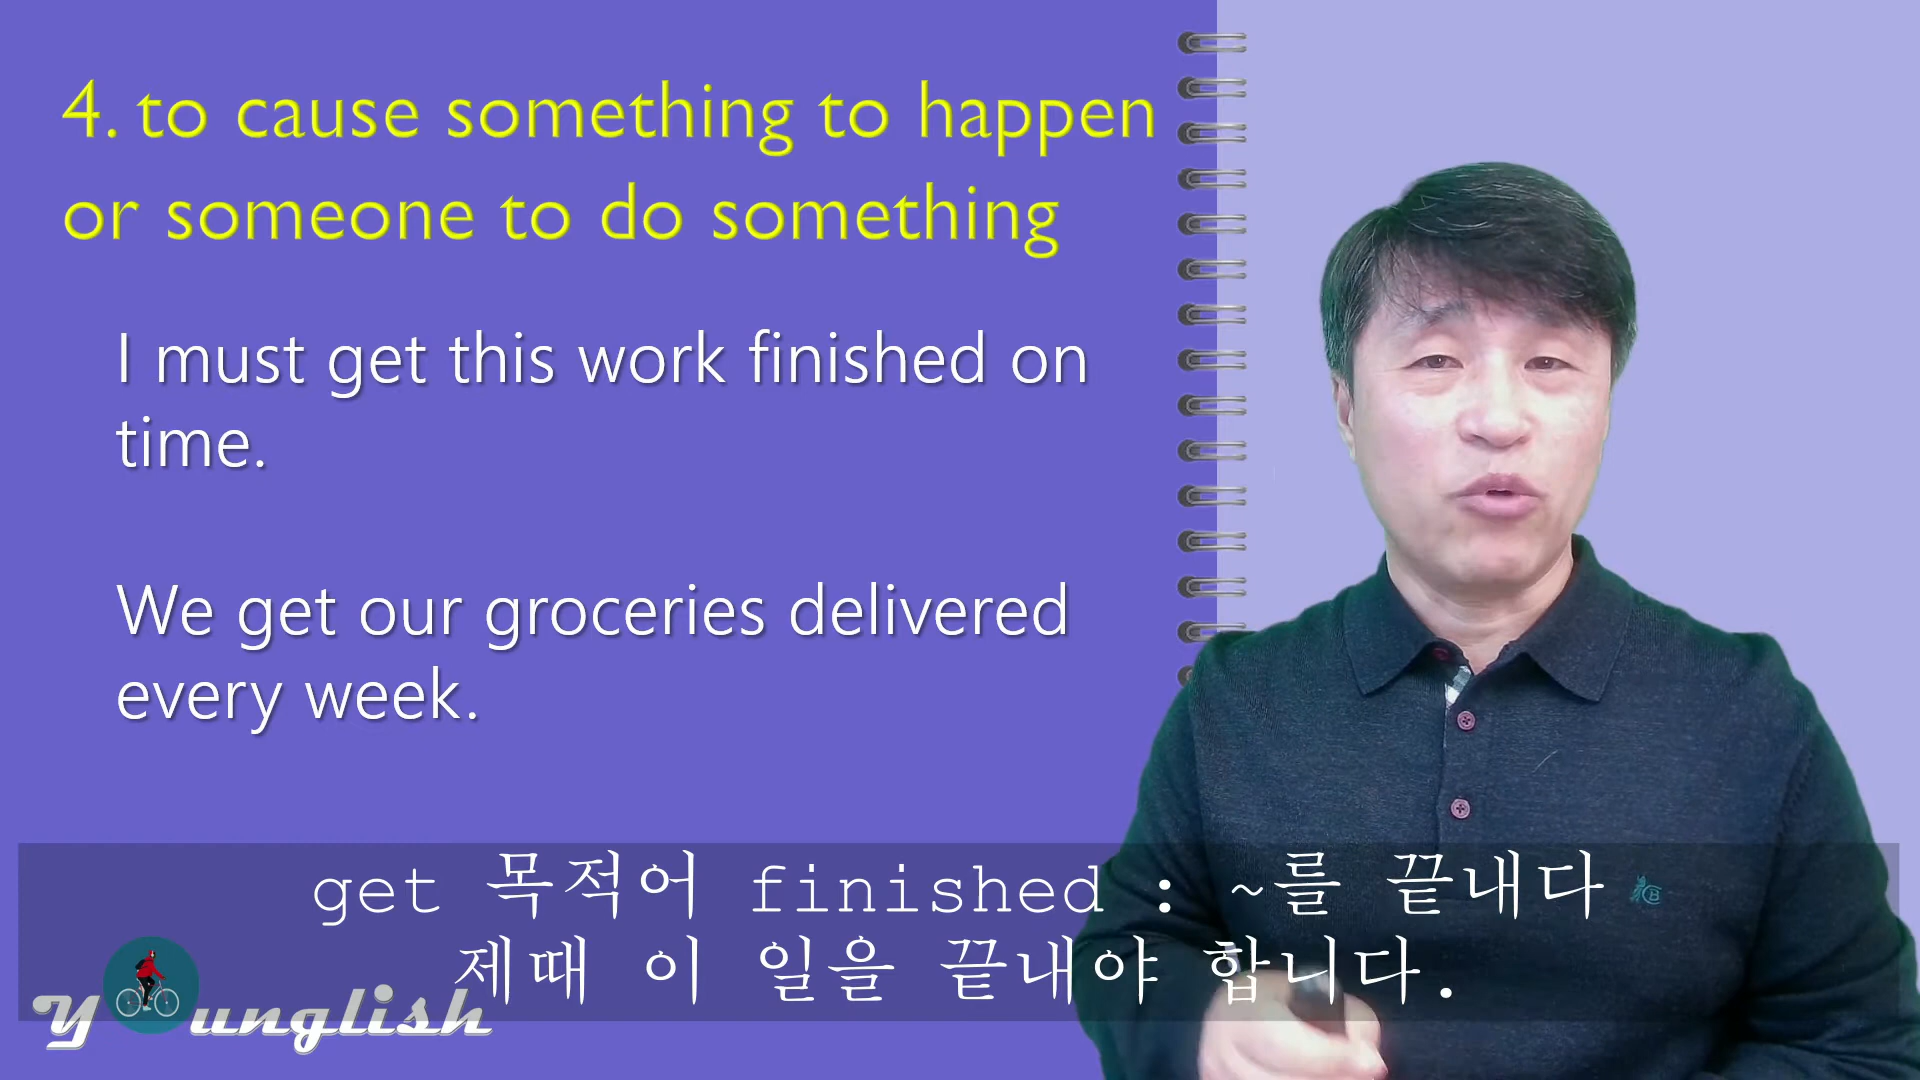 4. to cause something to happen
or someone to do something
I must get this work finished on
time.
We get our groceries delivered
every week.
get 목적어 finished : ~를 끝내다
제때 이 일을 끝내야 합니다.
Younglish